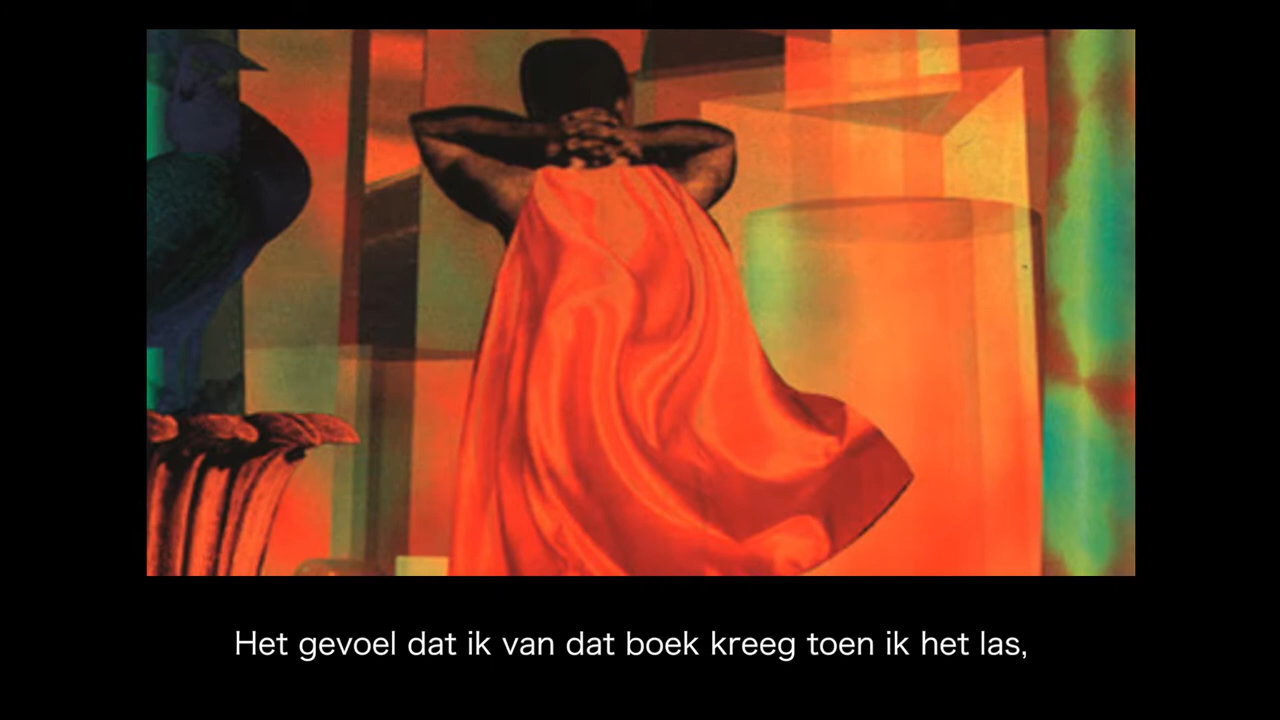 Het gevoel dat ik van dat boek kreeg toen ik het las,